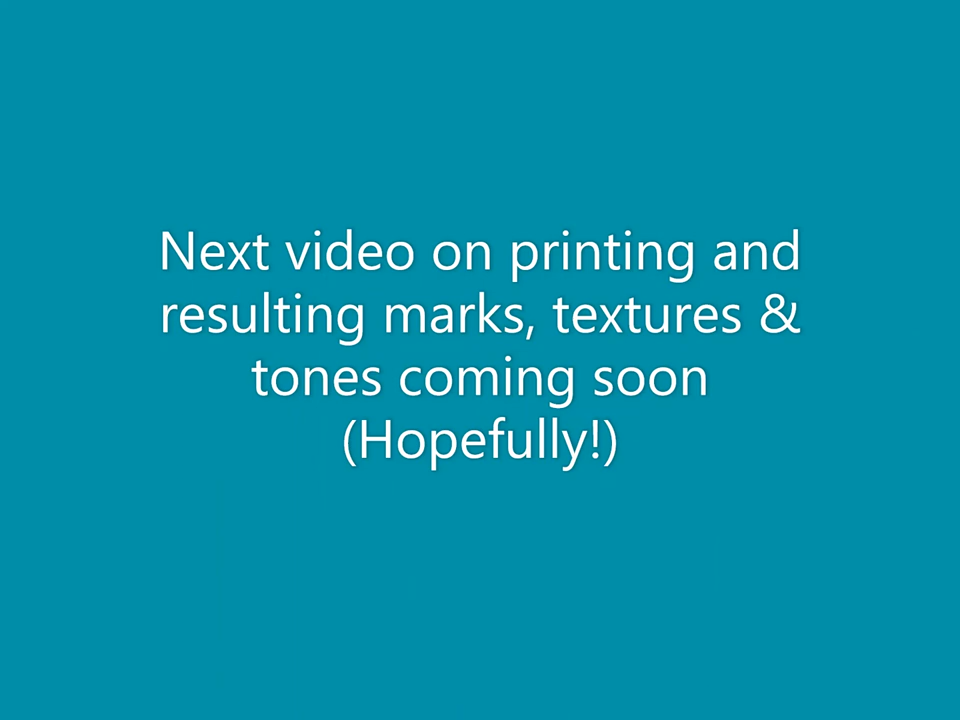 Next video on printing and
resulting marks, textures &
tones coming soon
(Hopefully!)